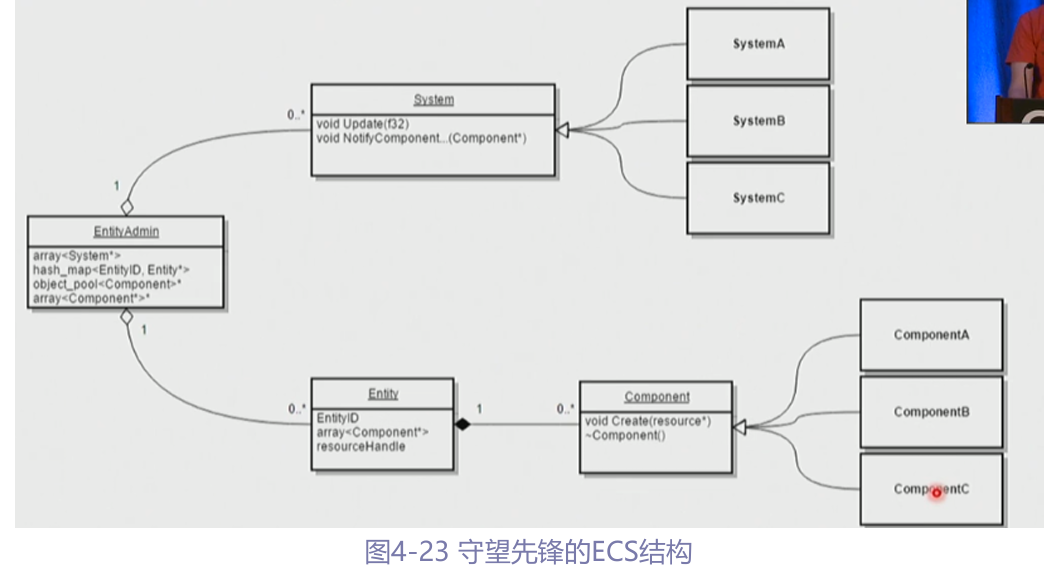 SystemA
System
0..*
void Update(f32)
void NotifyComponent...(Component*)
SystemB
SystemC
1
EntityAdmin
array<System*>
hash_map<EntityID, Entity*>
object_pool<Component>*
array<Component*>*
1
ComponentA
Entity
0..*
EntityID
array<Component*>
resourceHandle
1
0..*
Component
void Create(resource*)
~Component()
ComponentB
ComponentC
图4-23 守望先锋的ECS结构